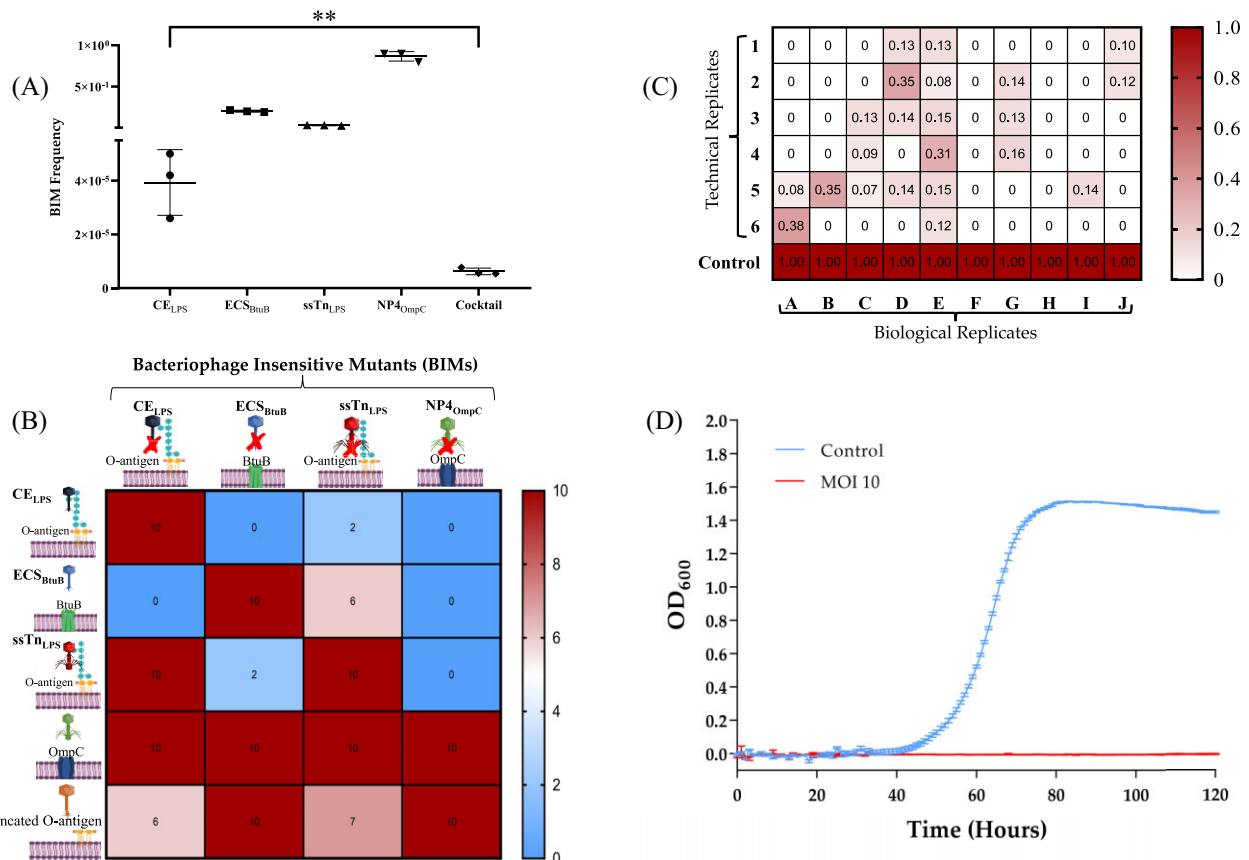 (A)
**
BIM Frequency
1×10⁰
5×10⁻¹
4×10⁻⁵
2×10⁻⁵
0
CE_LPS
ECS_BtuB
ssTn_LPS
NP4_OmpC
Cocktail
(C)
Technical Replicates
1 0 0 0 0.13 0.13 0 0 0 0 0.10
2 0 0 0 0.35 0.08 0 0.14 0 0 0.12
3 0 0 0.13 0.14 0.15 0 0.13 0 0 0
4 0 0 0.09 0 0.31 0 0.16 0 0 0
5 0.08 0.35 0.07 0.14 0.15 0 0 0 0.14 0
6 0.38 0 0 0 0.12 0 0 0 0 0
Control 1.00 1.00 1.00 1.00 1.00 1.00 1.00 1.00 1.00 1.00
A B C D E F G H I J
Biological Replicates
1.0
0.8
0.6
0.4
0.2
0
(B)
Bacteriophage Insensitive Mutants (BIMs)
CE_LPS ECS_BtuB ssTn_LPS NP4_OmpC
O-antigen BtuB O-antigen OmpC
CE_LPS
O-antigen
10 0 2 0
ECS_BtuB
BtuB
0 10 6 0
ssTn_LPS
O-antigen
10 2 10 0
OmpC
10 10 10 10
ncated O-antigen
6 10 7 10
10
8
6
4
2
0
(D)
Control
MOI 10
OD₆₀₀
2.0
1.8
1.6
1.4
1.2
1.0
0.8
0.6
0.4
0.2
0.0
0 20 40 60 80 100 120
Time (Hours)